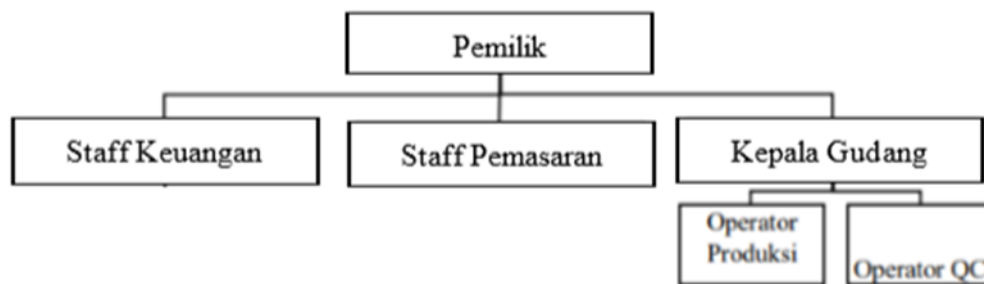 Pemilik
Staff Keuangan
Staff Pemasaran
Kepala Gudang
Operator
Produksi
Operator QC